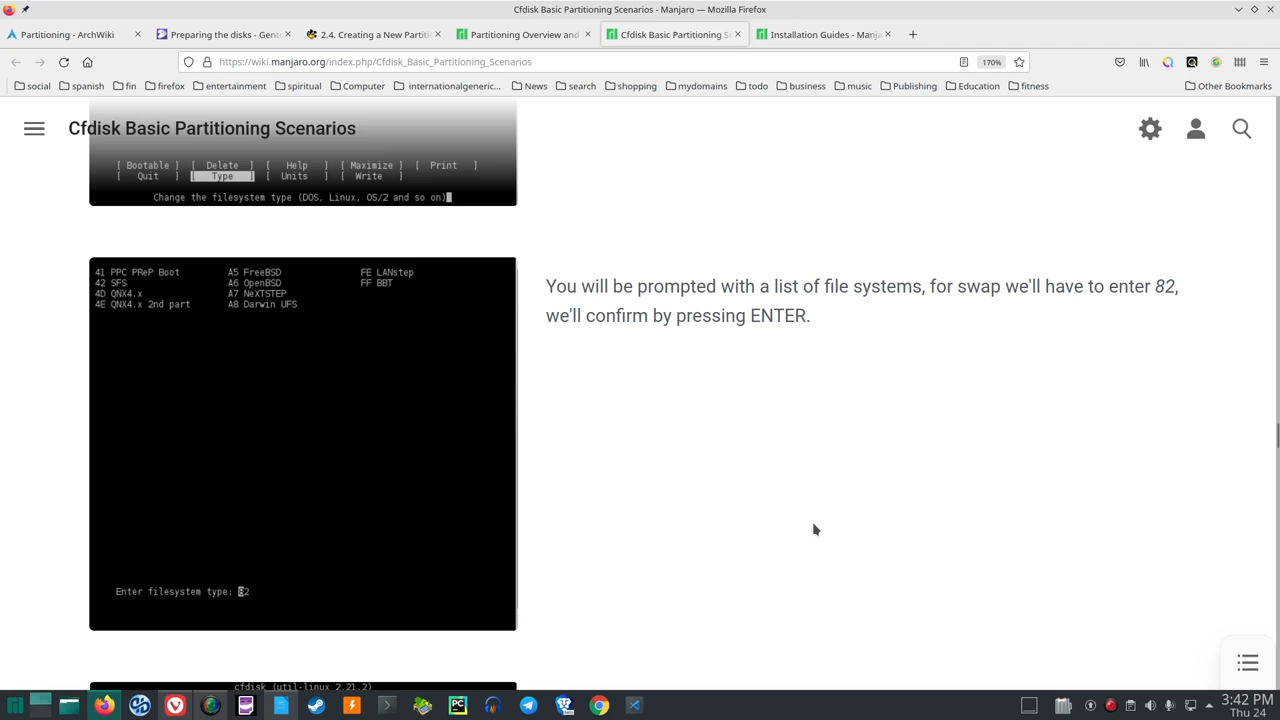 Cfdisk Basic Partitioning Scenarios - Manjaro — Mozilla Firefox
Partitioning - ArchWiki
Preparing the disks - Gent
2.4. Creating a New Partiti
Partitioning Overview and
Cfdisk Basic Partitioning S
Installation Guides - Manja
https://wiki.manjaro.org/index.php/Cfdisk_Basic_Partitioning_Scenarios
170%
social
spanish
fin
firefox
entertainment
spiritual
Computer
internationalgeneric...
News
search
shopping
mydomains
todo
business
music
Publishing
Education
fitness
Other Bookmarks
Cfdisk Basic Partitioning Scenarios
[ Bootable ] [ Delete ] [ Help ] [ Maximize ] [ Print ]
[ Quit ] [ Type ] [ Units ] [ Write ]
Change the filesystem type (DOS, Linux, OS/2 and so on)
41 PPC PReP Boot A5 FreeBSD FE LANstep
42 SFS A6 OpenBSD FF BBT
4D QNX4.x A7 NeXTSTEP
4E QNX4.x 2nd part A8 Darwin UFS
Enter filesystem type: 82
You will be prompted with a list of file systems, for swap we'll have to enter 82,
we'll confirm by pressing ENTER.
cfdisk (util-linux 2.21.2)
3:42 PM
Thu 24